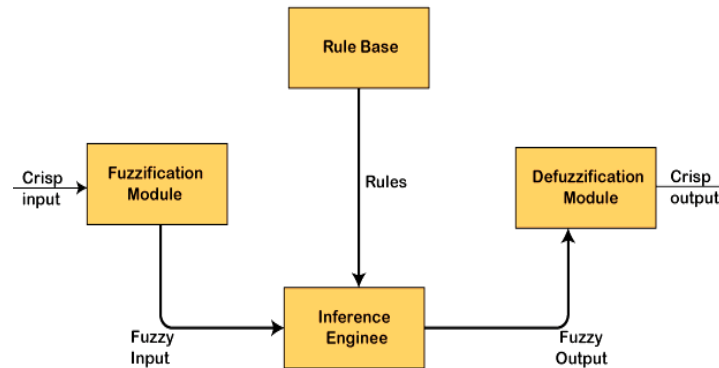 Rule Base
Crisp
input
Fuzzification
Module
Rules
Defuzzification
Module
Crisp
output
Inference
Enginee
Fuzzy
Input
Fuzzy
Output